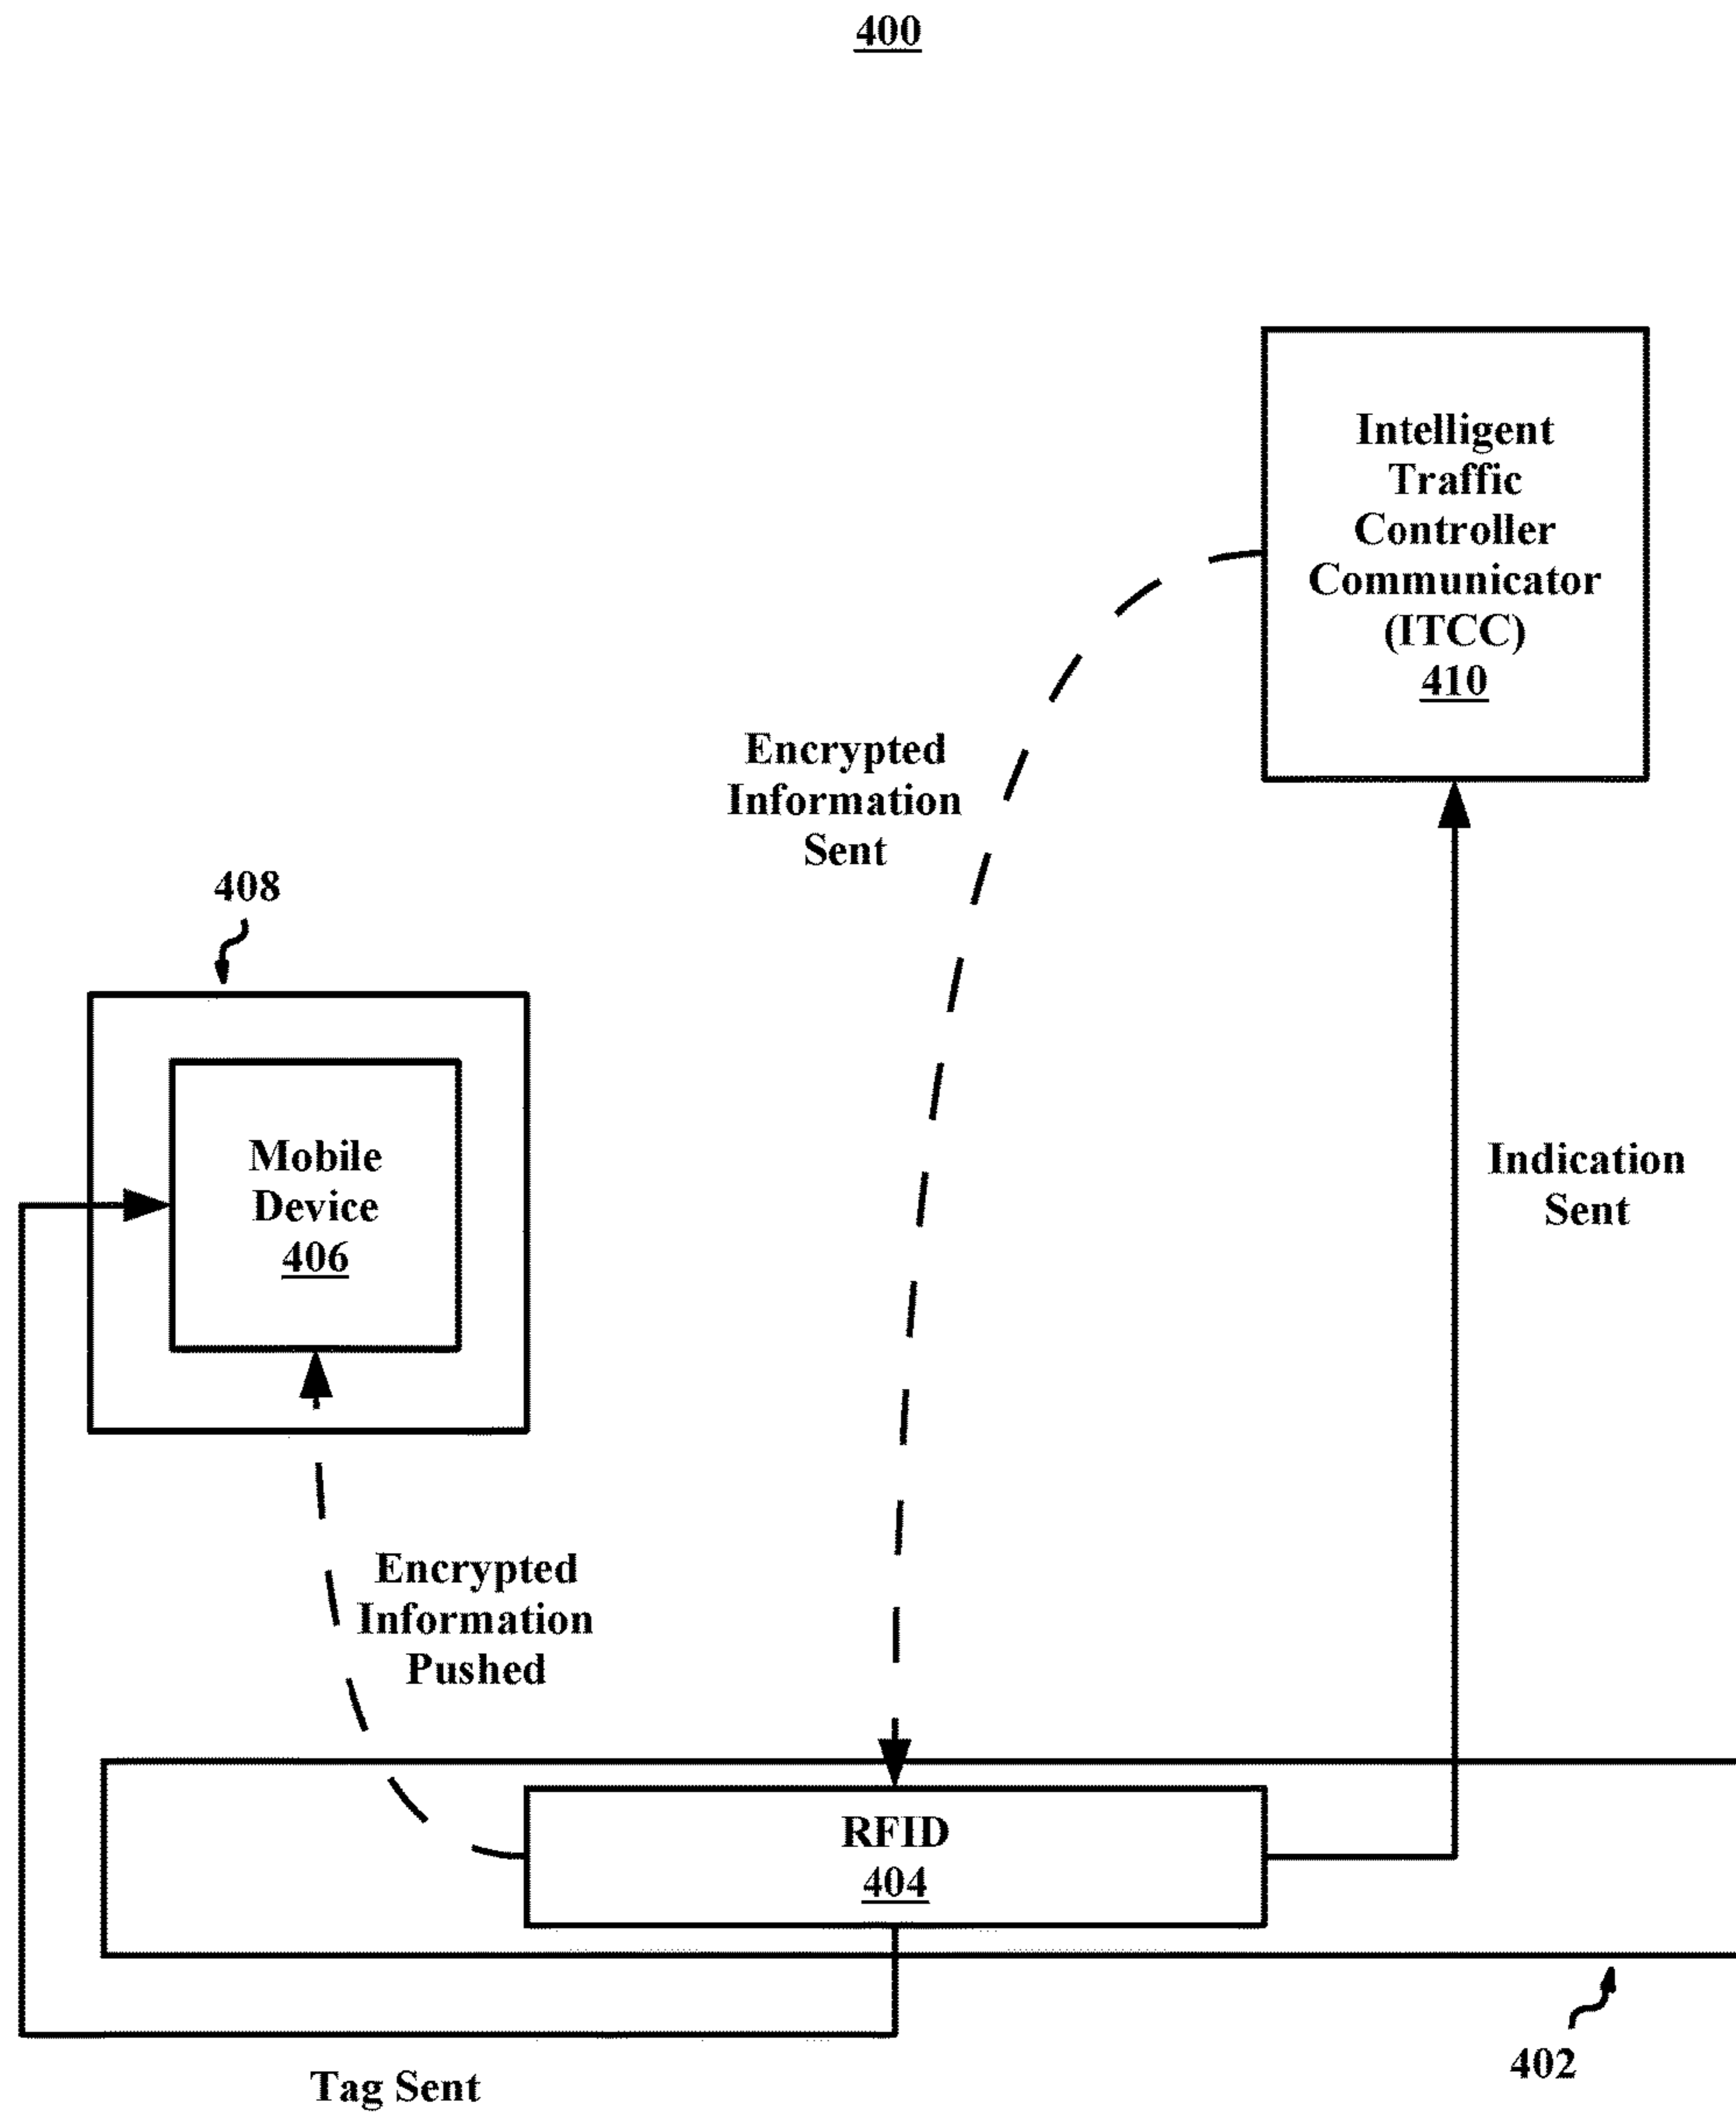 400
Intelligent
Traffic
Controller
Communicator
(ITCC)
410
Encrypted
Information
Sent
408
Mobile
Device
406
Indication
Sent
Encrypted
Information
Pushed
RFID
404
402
Tag Sent